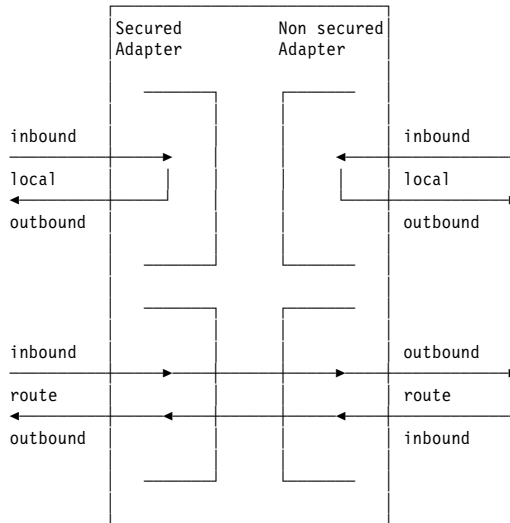 Secured Non secured
Adapter Adapter
inbound inbound
local local
outbound outbound
inbound outbound
route route
outbound inbound